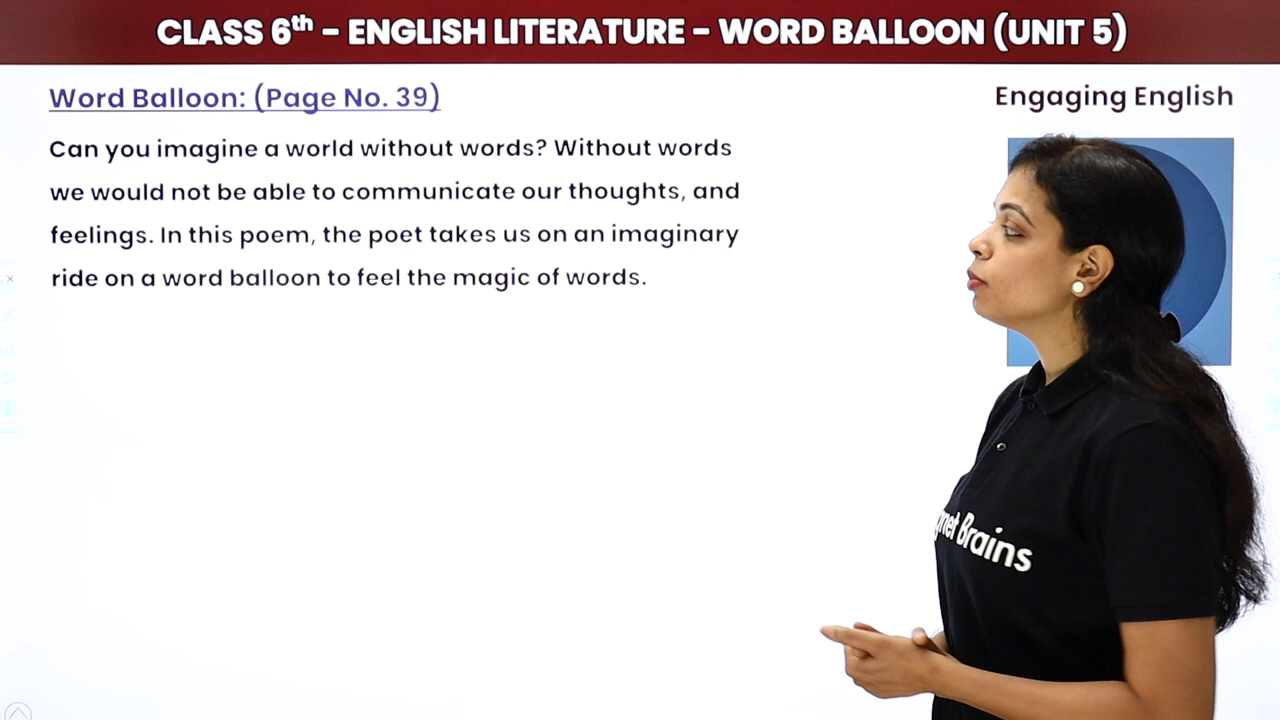 CLASS 6th - ENGLISH LITERATURE - WORD BALLOON (UNIT 5)
Word Balloon: (Page No. 39)
Engaging English
Can you imagine a world without words? Without words
we would not be able to communicate our thoughts, and
feelings. In this poem, the poet takes us on an imaginary
ride on a word balloon to feel the magic of words.
Brains